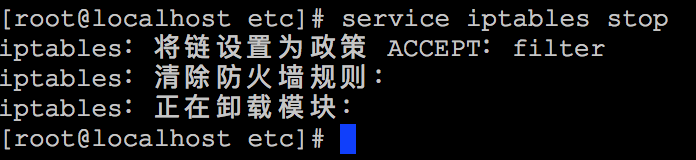 [root@localhost etc]# service iptables stop
iptables: 将链设置为政策 ACCEPT: filter
iptables: 清除防火墙规则:
iptables: 正在卸载模块:
[root@localhost etc]#